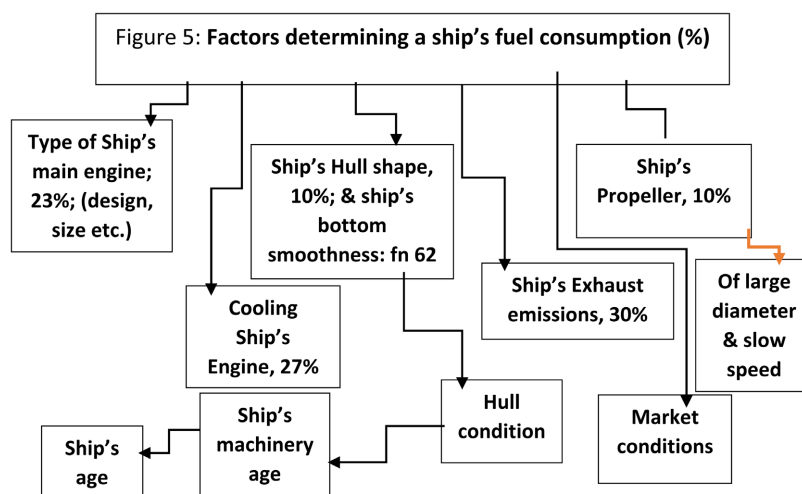 Figure 5: Factors determining a ship's fuel consumption (%)
Type of Ship's
main engine;
23%; (design,
size etc.)
Ship's Hull shape,
10%; & ship's
bottom
smoothness: fn 62
Ship's
Propeller, 10%
Cooling
Ship's
Engine, 27%
Ship's Exhaust
emissions, 30%
Of large
diameter
& slow
speed
Ship's
age
Ship's
machinery
age
Hull
condition
Market
conditions